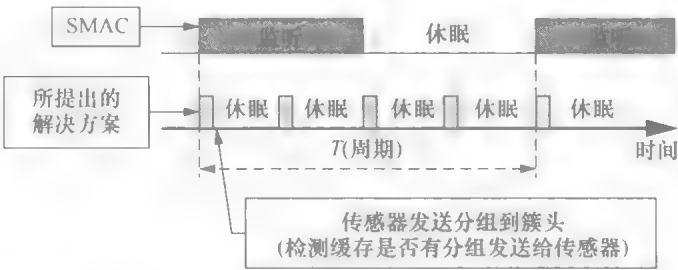 SMAC
监听
休眠
监听
所提出的
解决方案
休眠
休眠
休眠
休眠
休眠
T(周期)
时间
传感器发送分组到簇头
(检测缓存是否有分组发送给传感器)